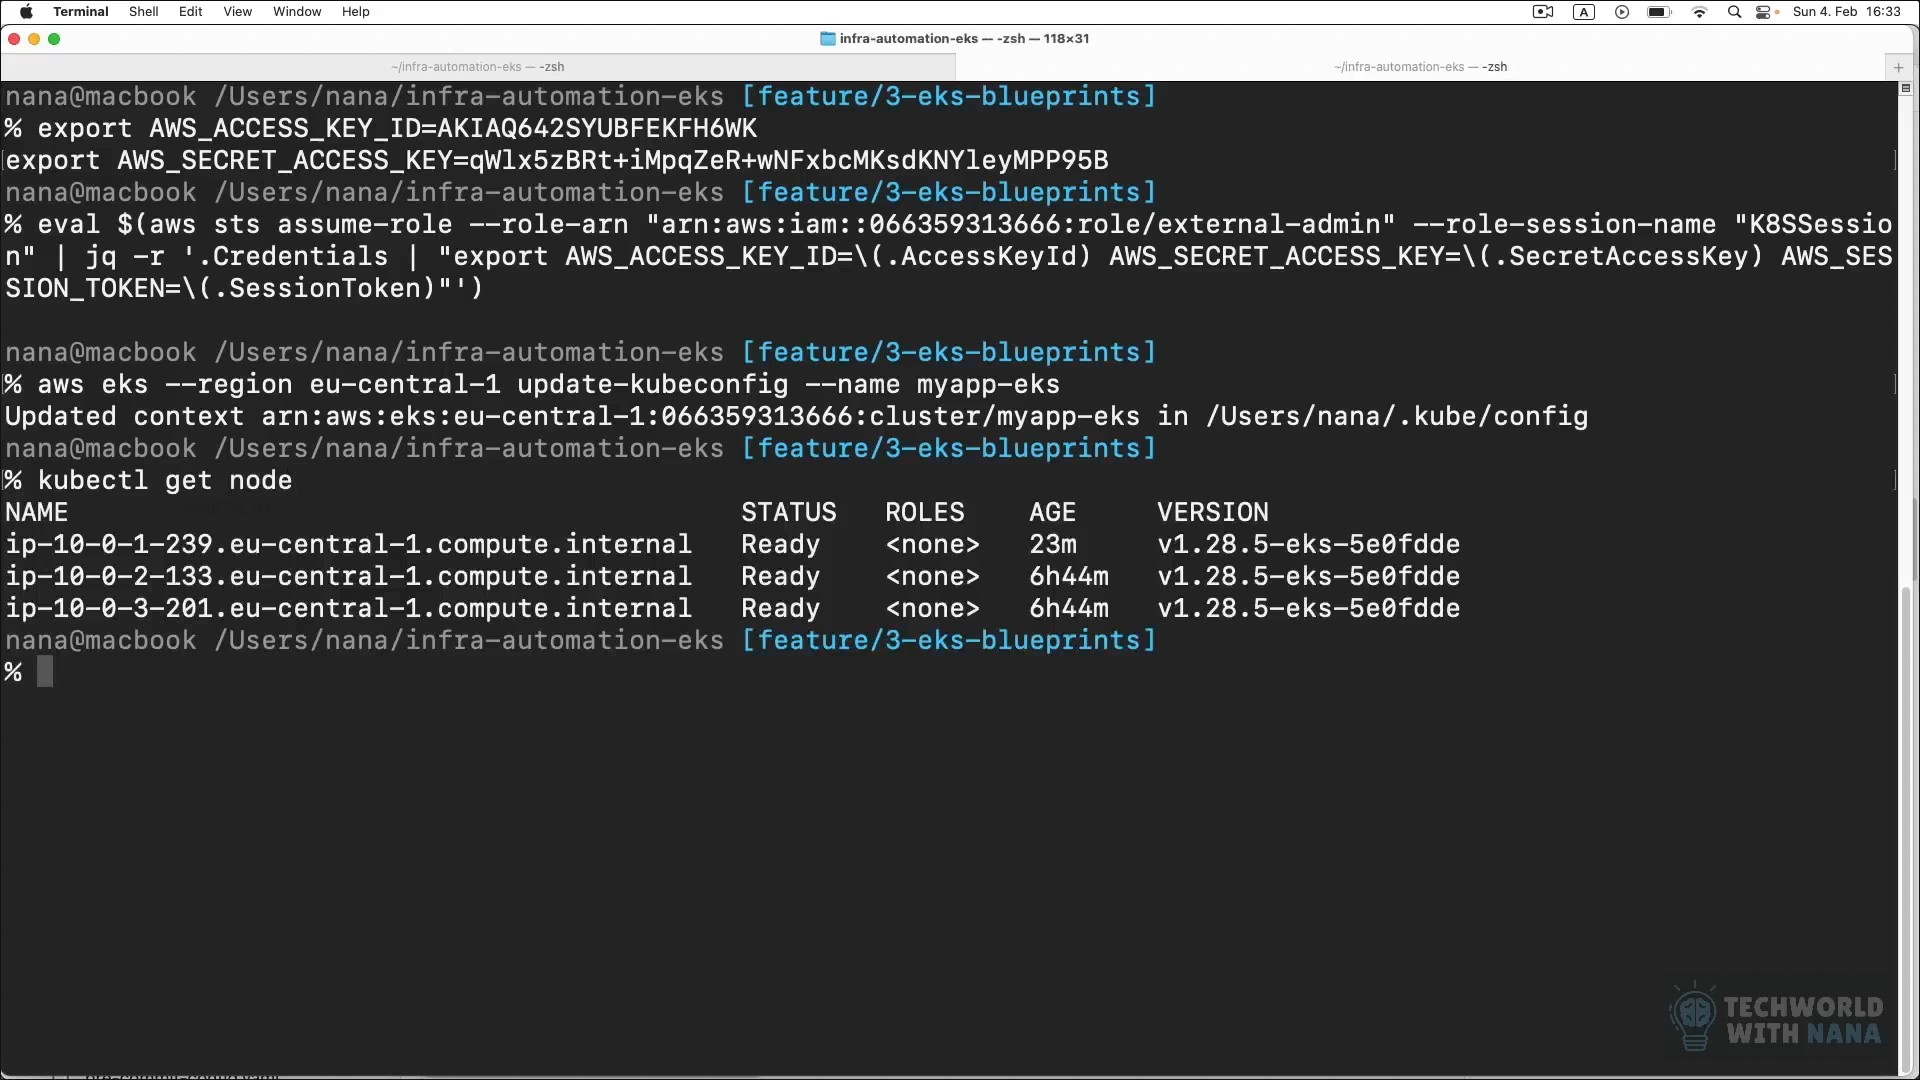 Terminal Shell Edit View Window Help A Sun 4. Feb 16:33
infra-automation-eks — -zsh — 118×31
~/infra-automation-eks — -zsh ~/infra-automation-eks — -zsh +
nana@macbook /Users/nana/infra-automation-eks [feature/3-eks-blueprints]
% export AWS_ACCESS_KEY_ID=AKIAQ642SYUBFEKFH6WK
export AWS_SECRET_ACCESS_KEY=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
nana@macbook /Users/nana/infra-automation-eks [feature/3-eks-blueprints]
% eval $(aws sts assume-role --role-arn "arn:aws:iam::066359313666:role/external-admin" --role-session-name "K8SSessio
n" | jq -r '.Credentials | "export AWS_ACCESS_KEY_ID=\(.AccessKeyId) AWS_SECRET_ACCESS_KEY=\(.SecretAccessKey) AWS_SES
SION_TOKEN=\(.SessionToken)"')
nana@macbook /Users/nana/infra-automation-eks [feature/3-eks-blueprints]
% aws eks --region eu-central-1 update-kubeconfig --name myapp-eks
Updated context arn:aws:eks:eu-central-1:066359313666:cluster/myapp-eks in /Users/nana/.kube/config
nana@macbook /Users/nana/infra-automation-eks [feature/3-eks-blueprints]
% kubectl get node
NAME STATUS ROLES AGE VERSION
ip-10-0-1-239.eu-central-1.compute.internal Ready <none> 23m v1.28.5-eks-5e0fdde
ip-10-0-2-133.eu-central-1.compute.internal Ready <none> 6h44m v1.28.5-eks-5e0fdde
ip-10-0-3-201.eu-central-1.compute.internal Ready <none> 6h44m v1.28.5-eks-5e0fdde
nana@macbook /Users/nana/infra-automation-eks [feature/3-eks-blueprints]
%
TECHWORLD
WITH NANA